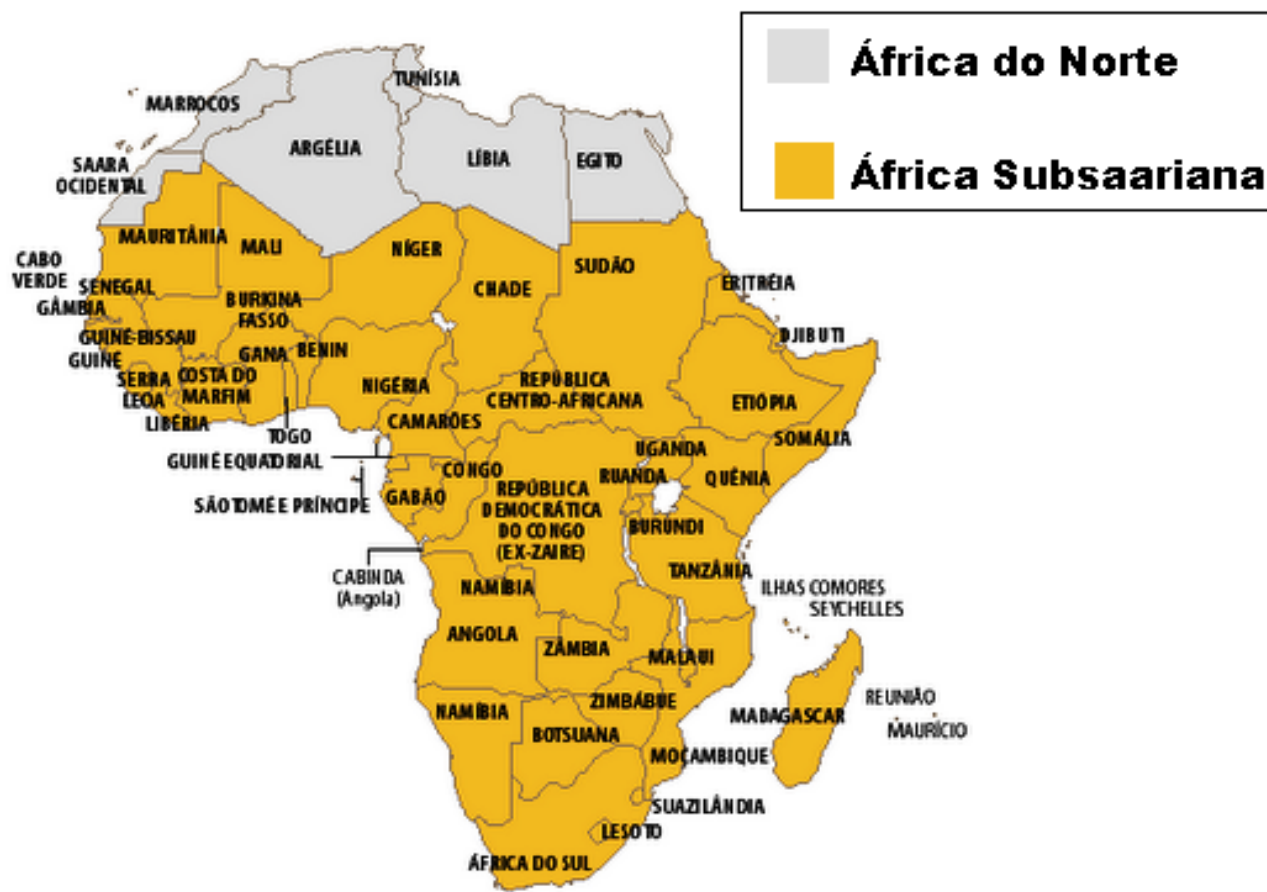 África do Norte
África Subsaariana
TUNÍSIA
MARROCOS
ARGÉLIA
LÍBIA
EGITO
SAARA
OCIDENTAL
MAURITÂNIA
MALI
NÍGER
SUDÃO
CABO
VERDE
SENEGAL
GÂMBIA
CHADE
ERITRÉIA
BURKINA
FASSO
GUINÉ-BISSAU
GUINÉ
GANA
BENIN
DJIBUTI
SERRA
LEOA
COSTA DO
MARFIM
NIGÉRIA
REPÚBLICA
CENTRO-AFRICANA
ETIÓPIA
LIBÉRIA
TOGO
CAMARÕES
SOMÁLIA
GUINÉ EQUATORIAL
UGANDA
CONGO
RUANDA
QUÊNIA
SÃO TOMÉ E PRÍNCIPE
GABÃO
REPÚBLICA
DEMOCRÁTICA
DO CONGO
(EX-ZAIRE)
BURUNDI
TANZÂNIA
CABINDA
(Angola)
NAMÍBIA
ILHAS COMORES
SEYCHELLES
ANGOLA
ZÂMBIA
MALAUI
NAMÍBIA
ZIMBÁBUE
REUNIÃO
MADAGASCAR
MAURÍCIO
BOTSUANA
MOÇAMBIQUE
SUAZILÂNDIA
LESOTO
ÁFRICA DO SUL